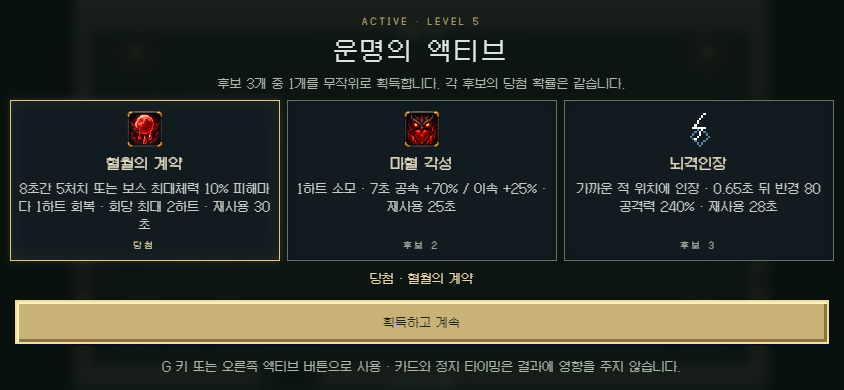 ACTIVE · LEVEL 5
운명의 액티브
후보 3개 중 1개를 무작위로 획득합니다. 각 후보의 당첨 확률은 같습니다.
혈월의 계약
8초간 5처치 또는 보스 최대체력 10% 피해마
다 1하트 회복 · 회당 최대 2하트 · 재사용 30
초
당첨
마혈 각성
1하트 소모 · 7초 공속 +70% / 이속 +25% ·
재사용 25초
후보 2
뇌격인장
가까운 적 위치에 인장 · 0.65초 뒤 반경 80
공격력 240% · 재사용 28초
후보 3
당첨 · 혈월의 계약
획득하고 계속
G 키 또는 오른쪽 액티브 버튼으로 사용 · 카드와 정지 타이밍은 결과에 영향을 주지 않습니다.